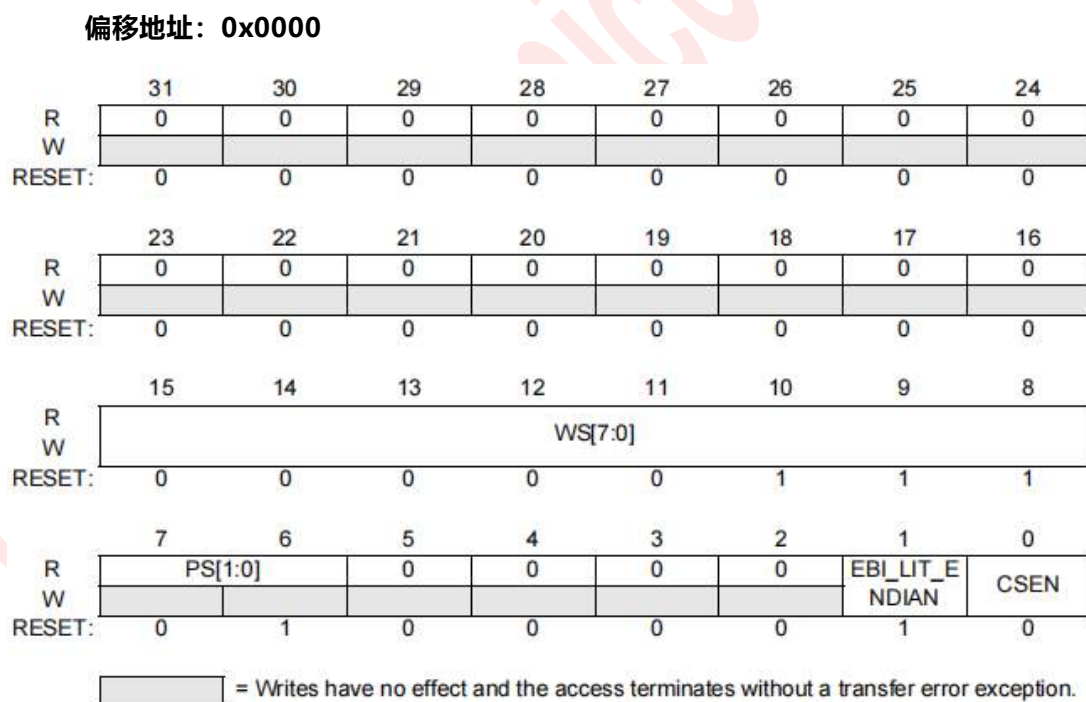 偏移地址：0x0000
31 30 29 28 27 26 25 24
R 0 0 0 0 0 0 0 0
W
RESET: 0 0 0 0 0 0 0 0
23 22 21 20 19 18 17 16
R 0 0 0 0 0 0 0 0
W
RESET: 0 0 0 0 0 0 0 0
15 14 13 12 11 10 9 8
R
WS[7:0]
W
RESET: 0 0 0 0 0 1 1 1
7 6 5 4 3 2 1 0
R PS[1:0] 0 0 0 0 EBI_LIT_E
NDIAN CSEN
W
RESET: 0 1 0 0 0 0 1 0
= Writes have no effect and the access terminates without a transfer error exception.